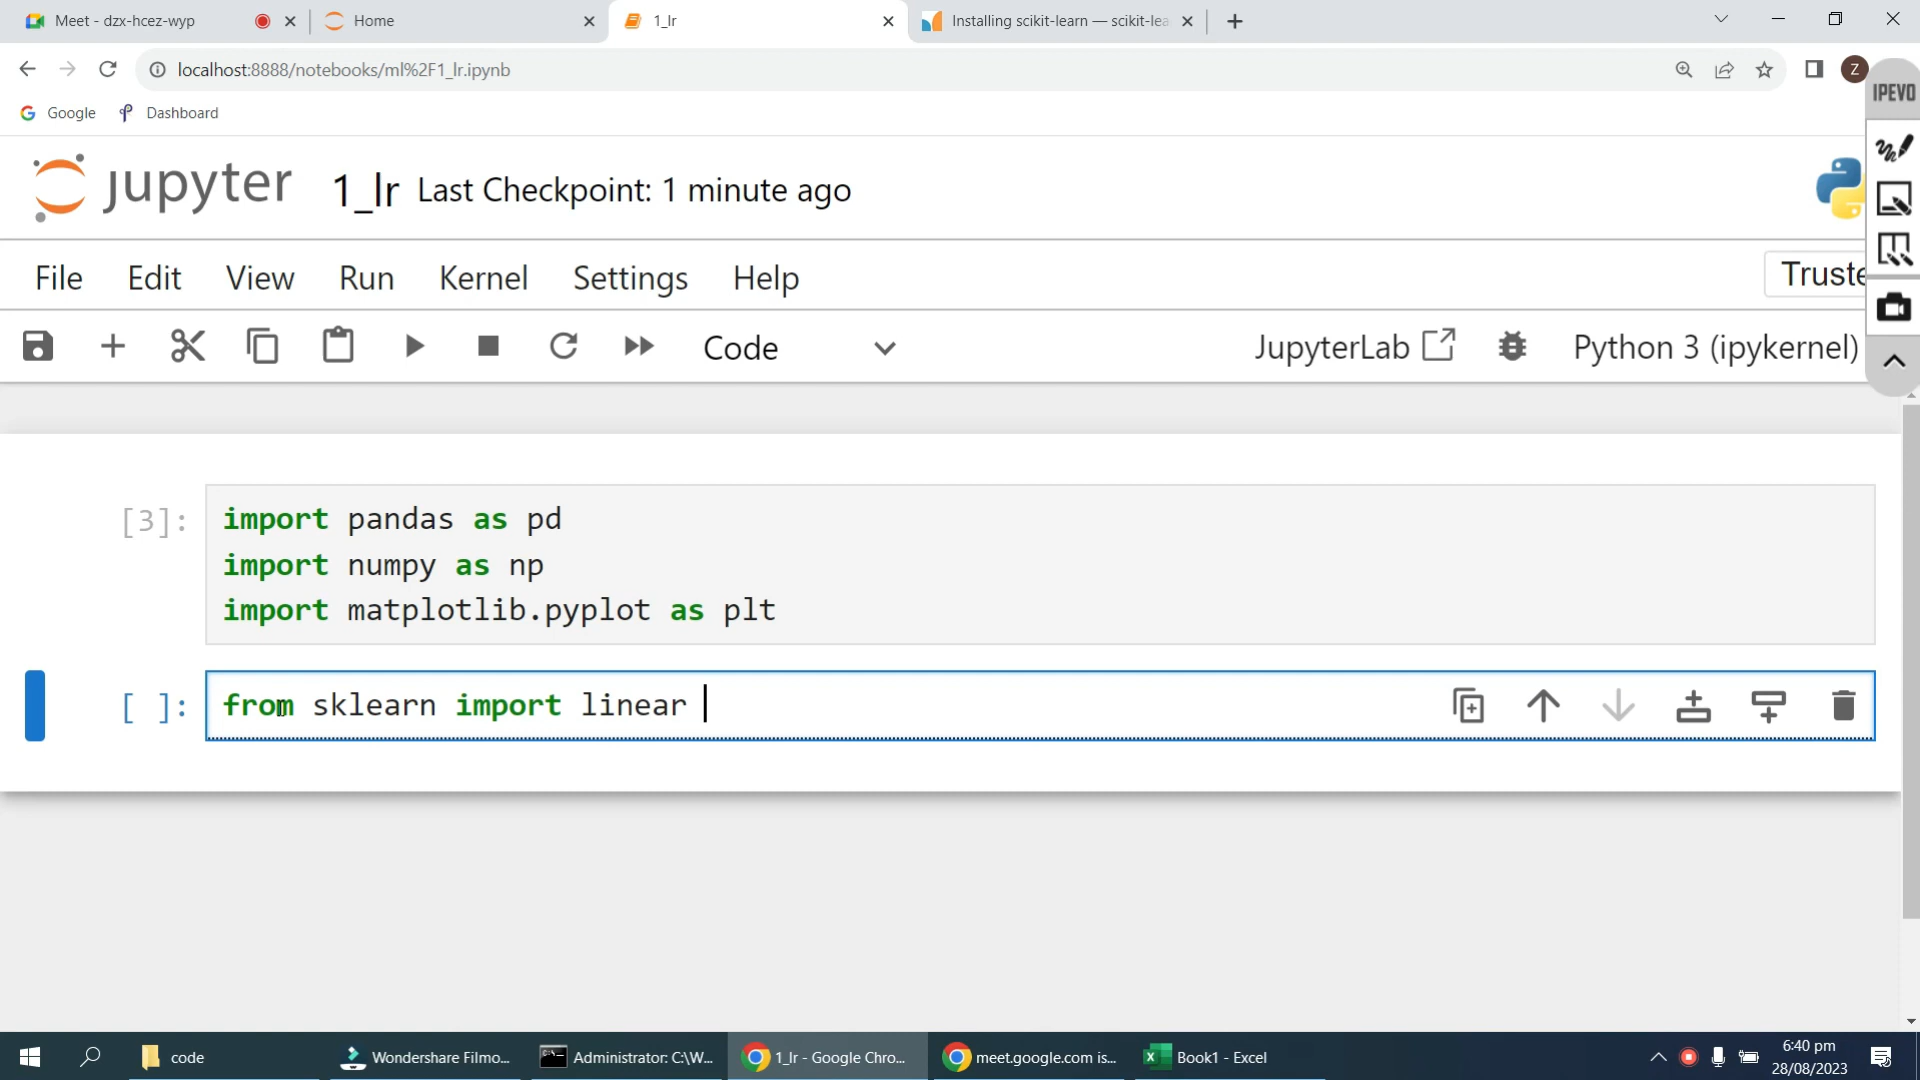 Meet - dzx-hcez-wyp
Home
1_lr
Installing scikit-learn — scikit-lea
localhost:8888/notebooks/ml%2F1_lr.ipynb
Z
IPEVO
Google
Dashboard
jupyter
1_lr
Last Checkpoint: 1 minute ago
File
Edit
View
Run
Kernel
Settings
Help
Truste
Code
JupyterLab
Python 3 (ipykernel)
[3]:
import pandas as pd
import numpy as np
import matplotlib.pyplot as plt
[ ]:
from sklearn import linear
code
Wondershare Filmo...
Administrator: C:\W...
1_lr - Google Chro...
meet.google.com is...
Book1 - Excel
6:40 pm
28/08/2023